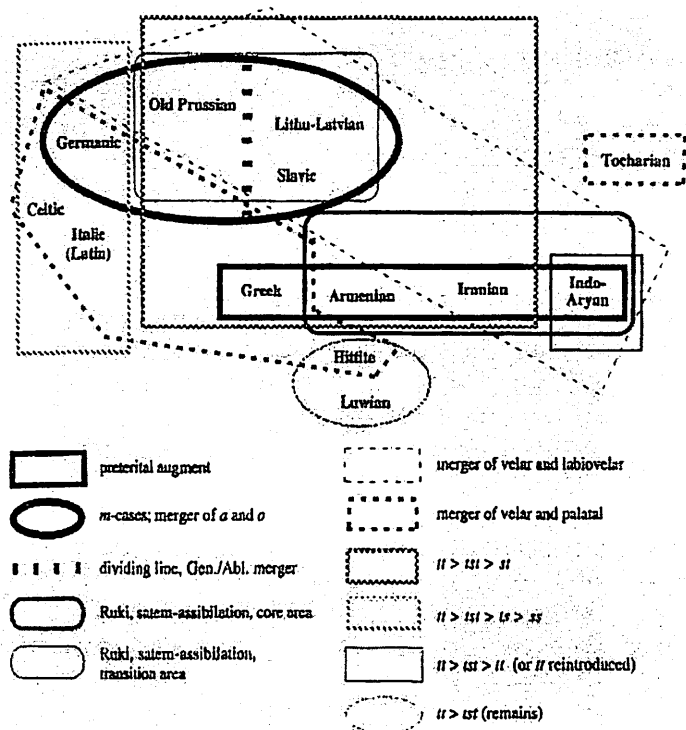 Old Prussian
Lithu-Latvian
Germanic
Slavic
Tocharian
Celtic
Italic
(Latin)
Greek
Armenian
Iranian
Indo-
Aryan
Hittite
Luwian
preterital augment
m-cases; merger of a and o
dividing line, Gen./Abl. merger
Ruki, satem-assibilation, core area
Ruki, satem-assibilation,
transition area
merger of velar and labiovelar
merger of velar and palatal
tt > tst > st
tt > tst > ts > ss
tt > tst > tt (or tt reintroduced)
tt > tst (remains)